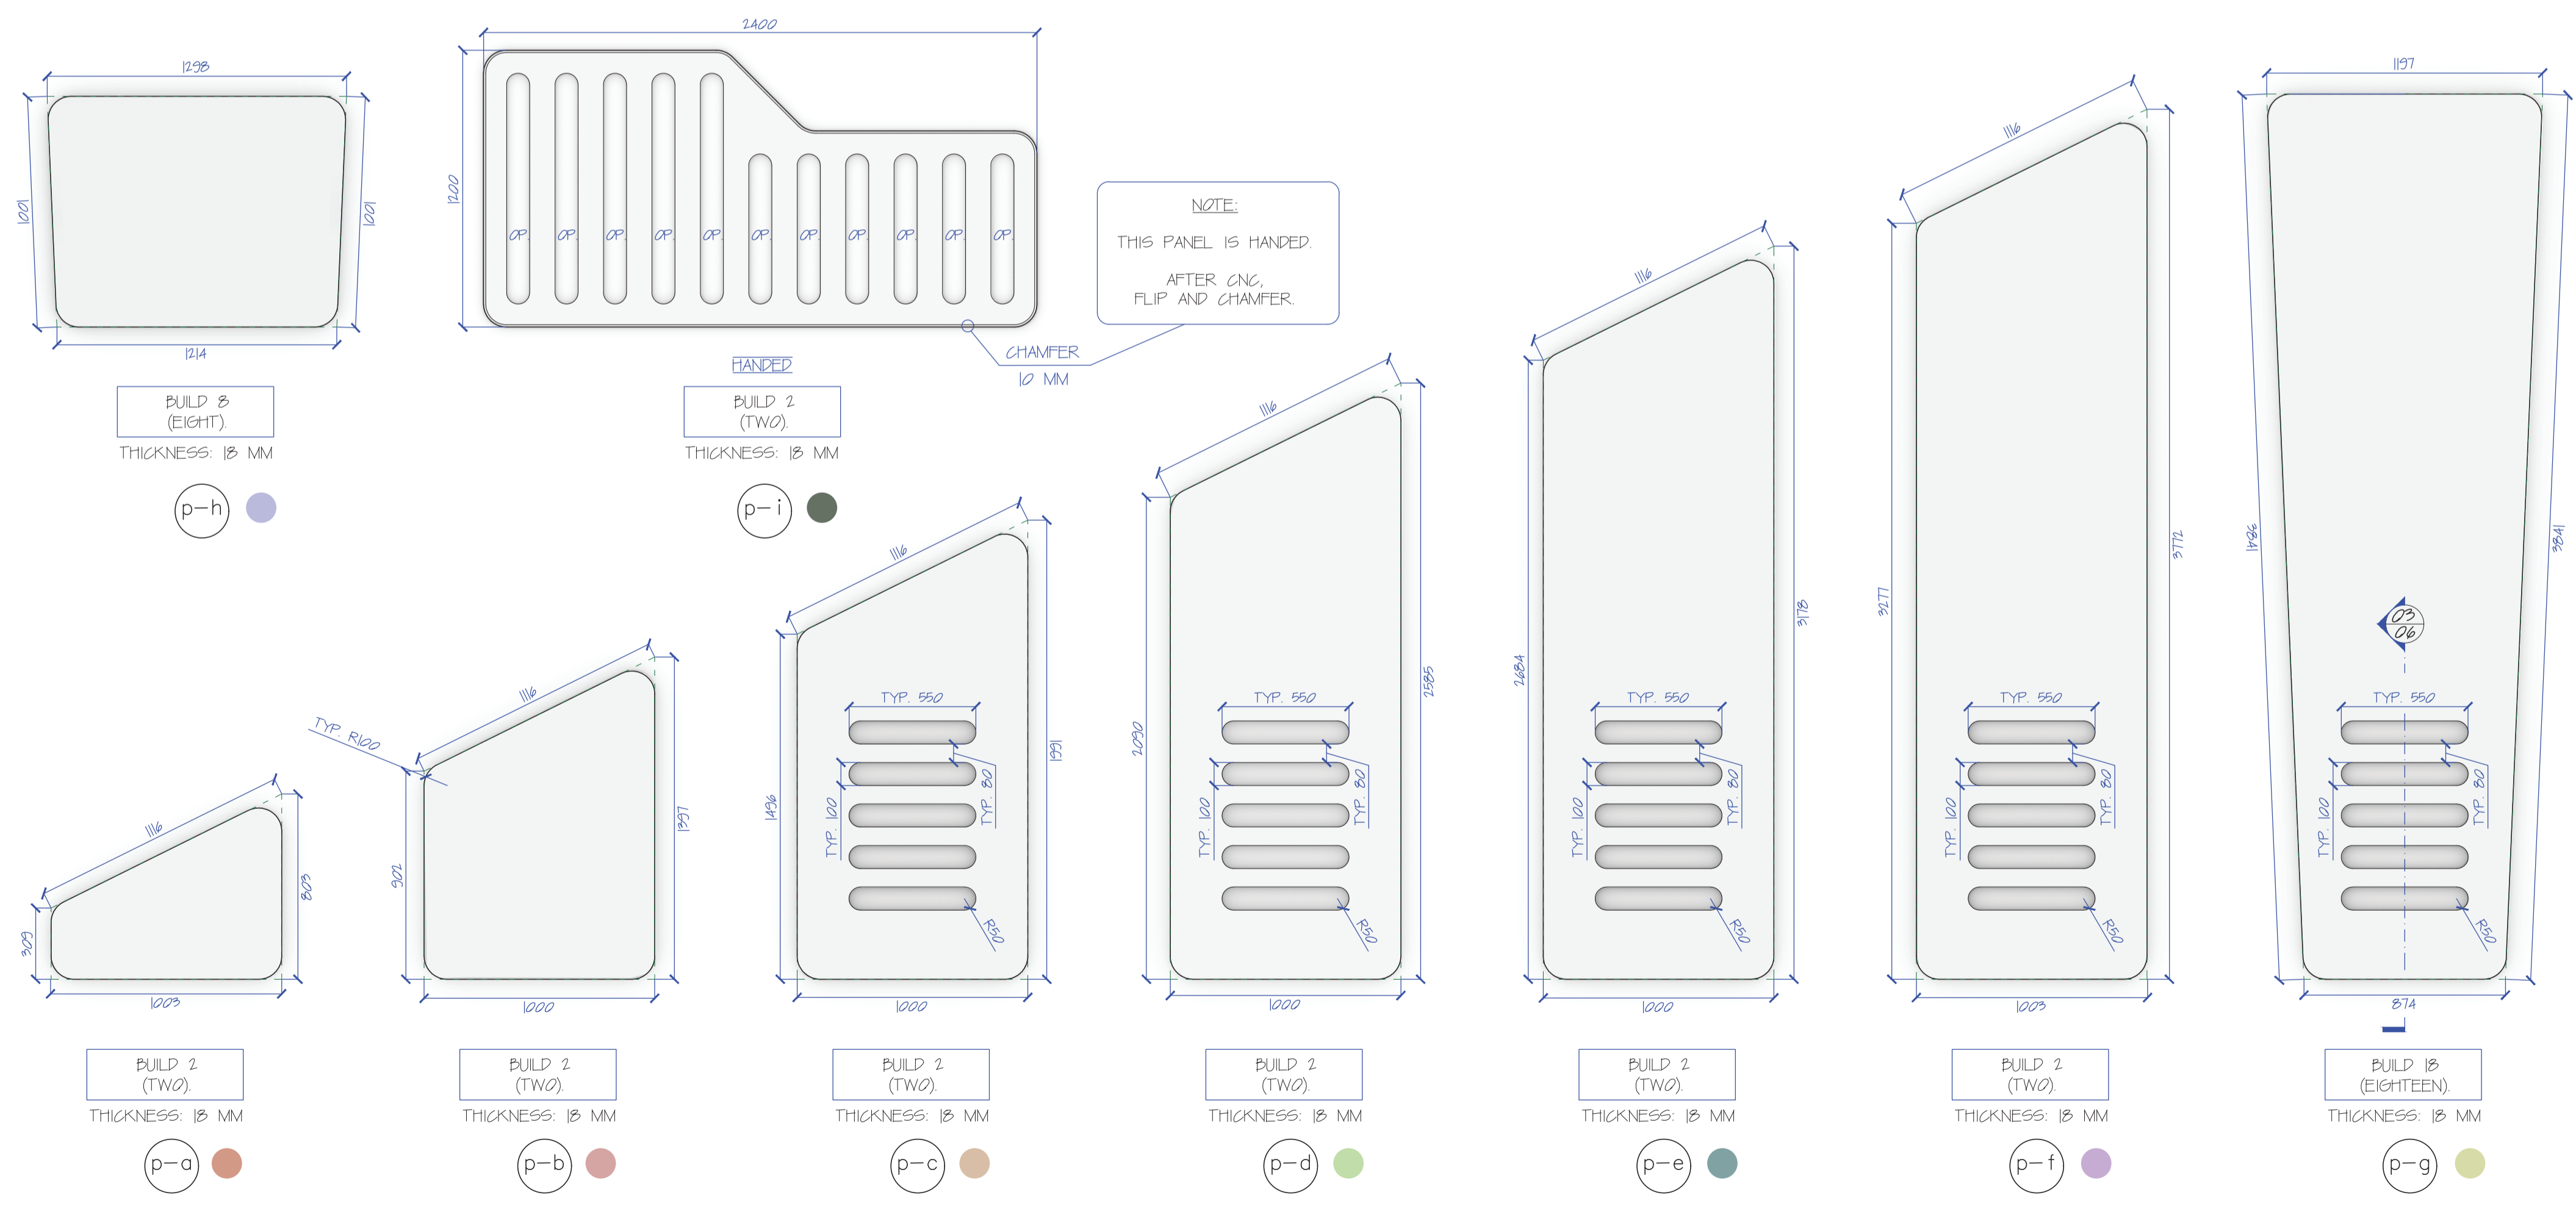 1298
1001
1001
1214
BUILD 8
(EIGHT).
THICKNESS: 18 MM
p-h
2400
1200
OP.
OP.
OP.
OP.
OP.
OP.
OP.
OP.
OP.
OP.
OP.
HANDED
CHAMFER
10 MM
NOTE:
THIS PANEL IS HANDED.
AFTER CNC,
FLIP AND CHAMFER.
BUILD 2
(TWO).
THICKNESS: 18 MM
p-i
1116
309
803
1003
BUILD 2
(TWO).
THICKNESS: 18 MM
p-a
TYP. R100
1116
902
1397
1000
BUILD 2
(TWO).
THICKNESS: 18 MM
p-b
1116
1496
1991
TYP. 550
TYP. 100
TYP. 80
R50
1000
BUILD 2
(TWO).
THICKNESS: 18 MM
p-c
1116
2090
2585
TYP. 550
TYP. 100
TYP. 80
R50
1000
BUILD 2
(TWO).
THICKNESS: 18 MM
p-d
1116
2684
3178
TYP. 550
TYP. 100
TYP. 80
R50
1000
BUILD 2
(TWO).
THICKNESS: 18 MM
p-e
1116
3277
3772
TYP. 550
TYP. 100
TYP. 80
R50
1003
BUILD 2
(TWO).
THICKNESS: 18 MM
p-f
1197
3841
3841
03
06
TYP. 550
TYP. 100
TYP. 80
R50
874
BUILD 18
(EIGHTEEN).
THICKNESS: 18 MM
p-g